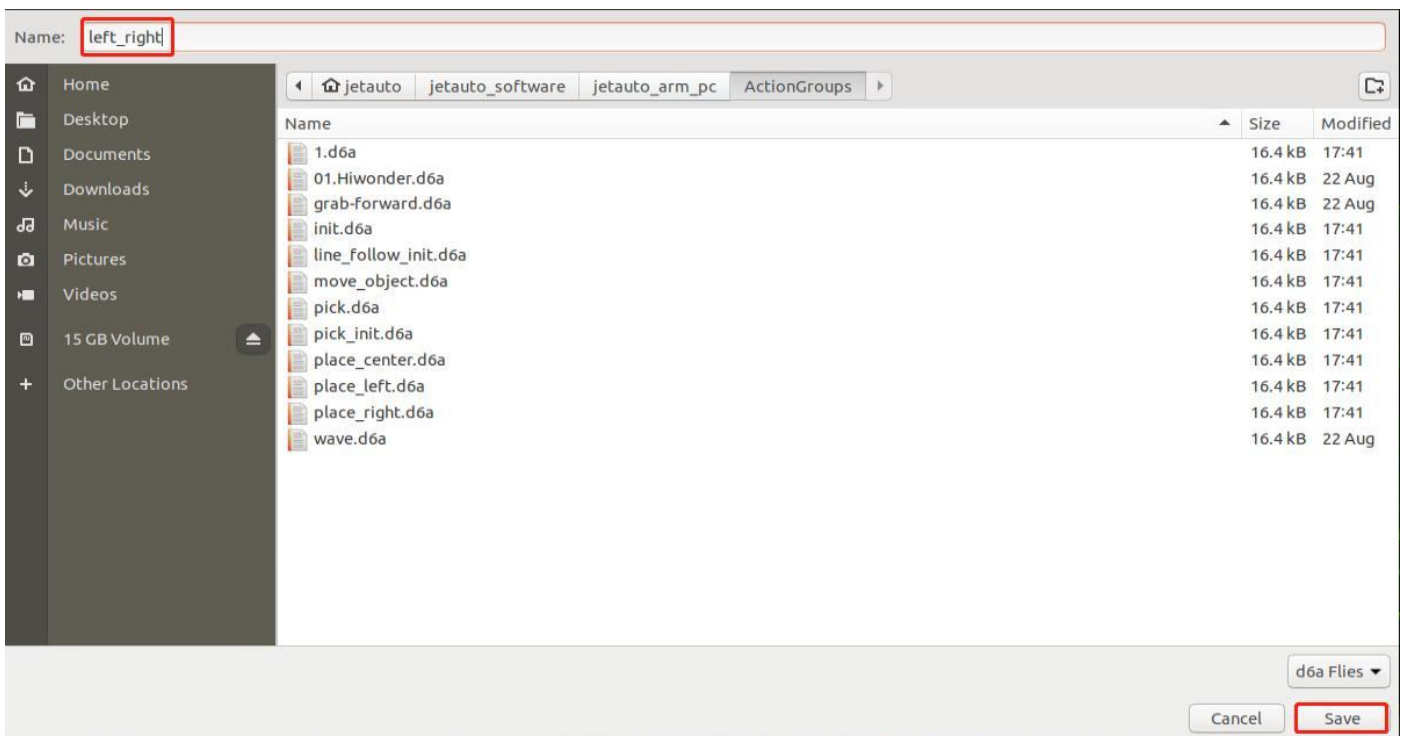 Name: left_right
Home
Desktop
Documents
Downloads
Music
Pictures
Videos
15 GB Volume
Other Locations
jetauto jetauto_software jetauto_arm_pc ActionGroups
Name Size Modified
1.d6a 16.4 kB 17:41
01.Hiwonder.d6a 16.4 kB 22 Aug
grab-forward.d6a 16.4 kB 22 Aug
init.d6a 16.4 kB 17:41
line_follow_init.d6a 16.4 kB 17:41
move_object.d6a 16.4 kB 17:41
pick.d6a 16.4 kB 17:41
pick_init.d6a 16.4 kB 17:41
place_center.d6a 16.4 kB 17:41
place_left.d6a 16.4 kB 17:41
place_right.d6a 16.4 kB 17:41
wave.d6a 16.4 kB 22 Aug
d6a Flies
Cancel Save